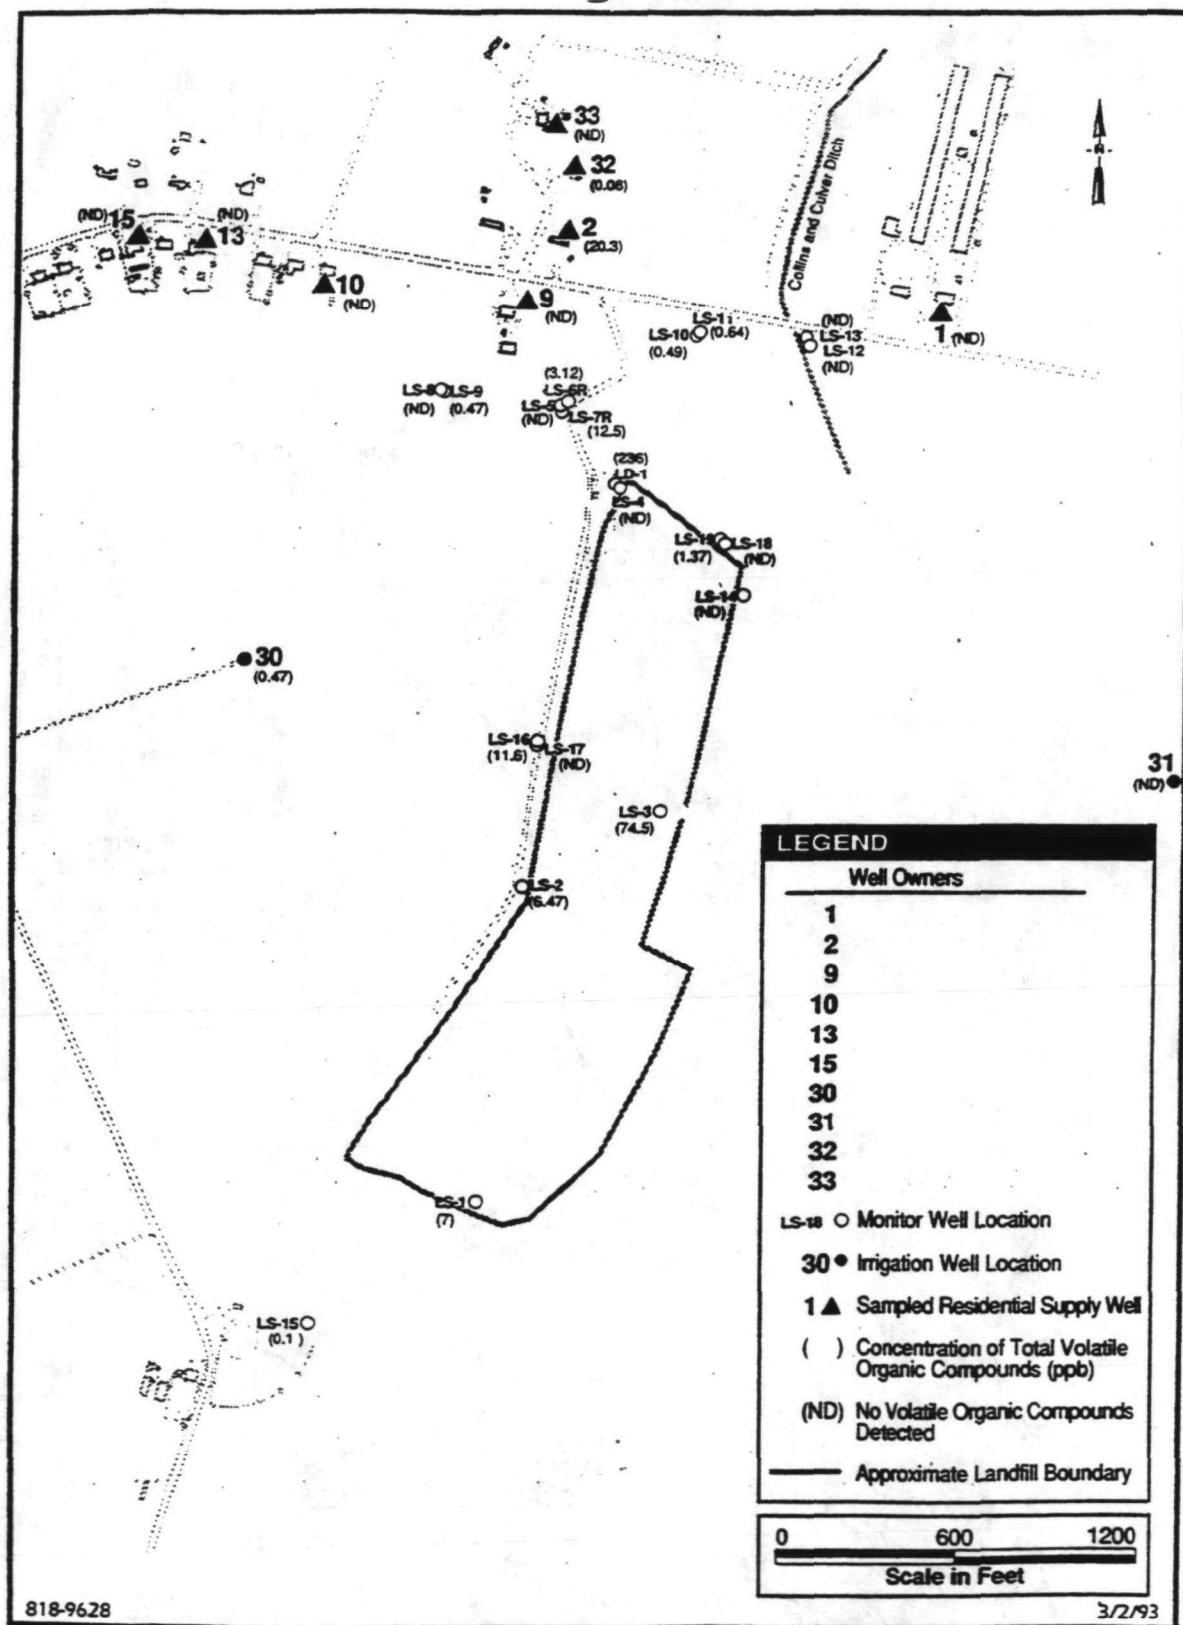 33
(ND)
32
(0.06)
2
(20.3)
Collins and Culver Ditch
N
(ND)
15
(ND)
13
10
(ND)
9
(ND)
1
(ND)
LS-11
LS-10
(0.64)
(0.49)
(ND)
LS-13
LS-12
(ND)
LS-8
LS-9
(ND)
(0.47)
(3.12)
LS-6R
LS-5
(ND)
LS-7R
(12.5)
(236)
LD-1
LS-4
(ND)
LS-19
(1.37)
LS-18
(ND)
LS-14
(ND)
30
(0.47)
LS-16
(11.6)
LS-17
(ND)
31
(ND)
LS-3
(74.5)
LS-2
(6.47)
LS-1
(7)
LS-15
(0.1)
LEGEND
Well Owners
1
2
9
10
13
15
30
31
32
33
LS-18 Monitor Well Location
30 Irrigation Well Location
1 Sampled Residential Supply Well
( ) Concentration of Total Volatile
Organic Compounds (ppb)
(ND) No Volatile Organic Compounds
Detected
Approximate Landfill Boundary
0 600 1200
Scale in Feet
818-9628
3/2/93